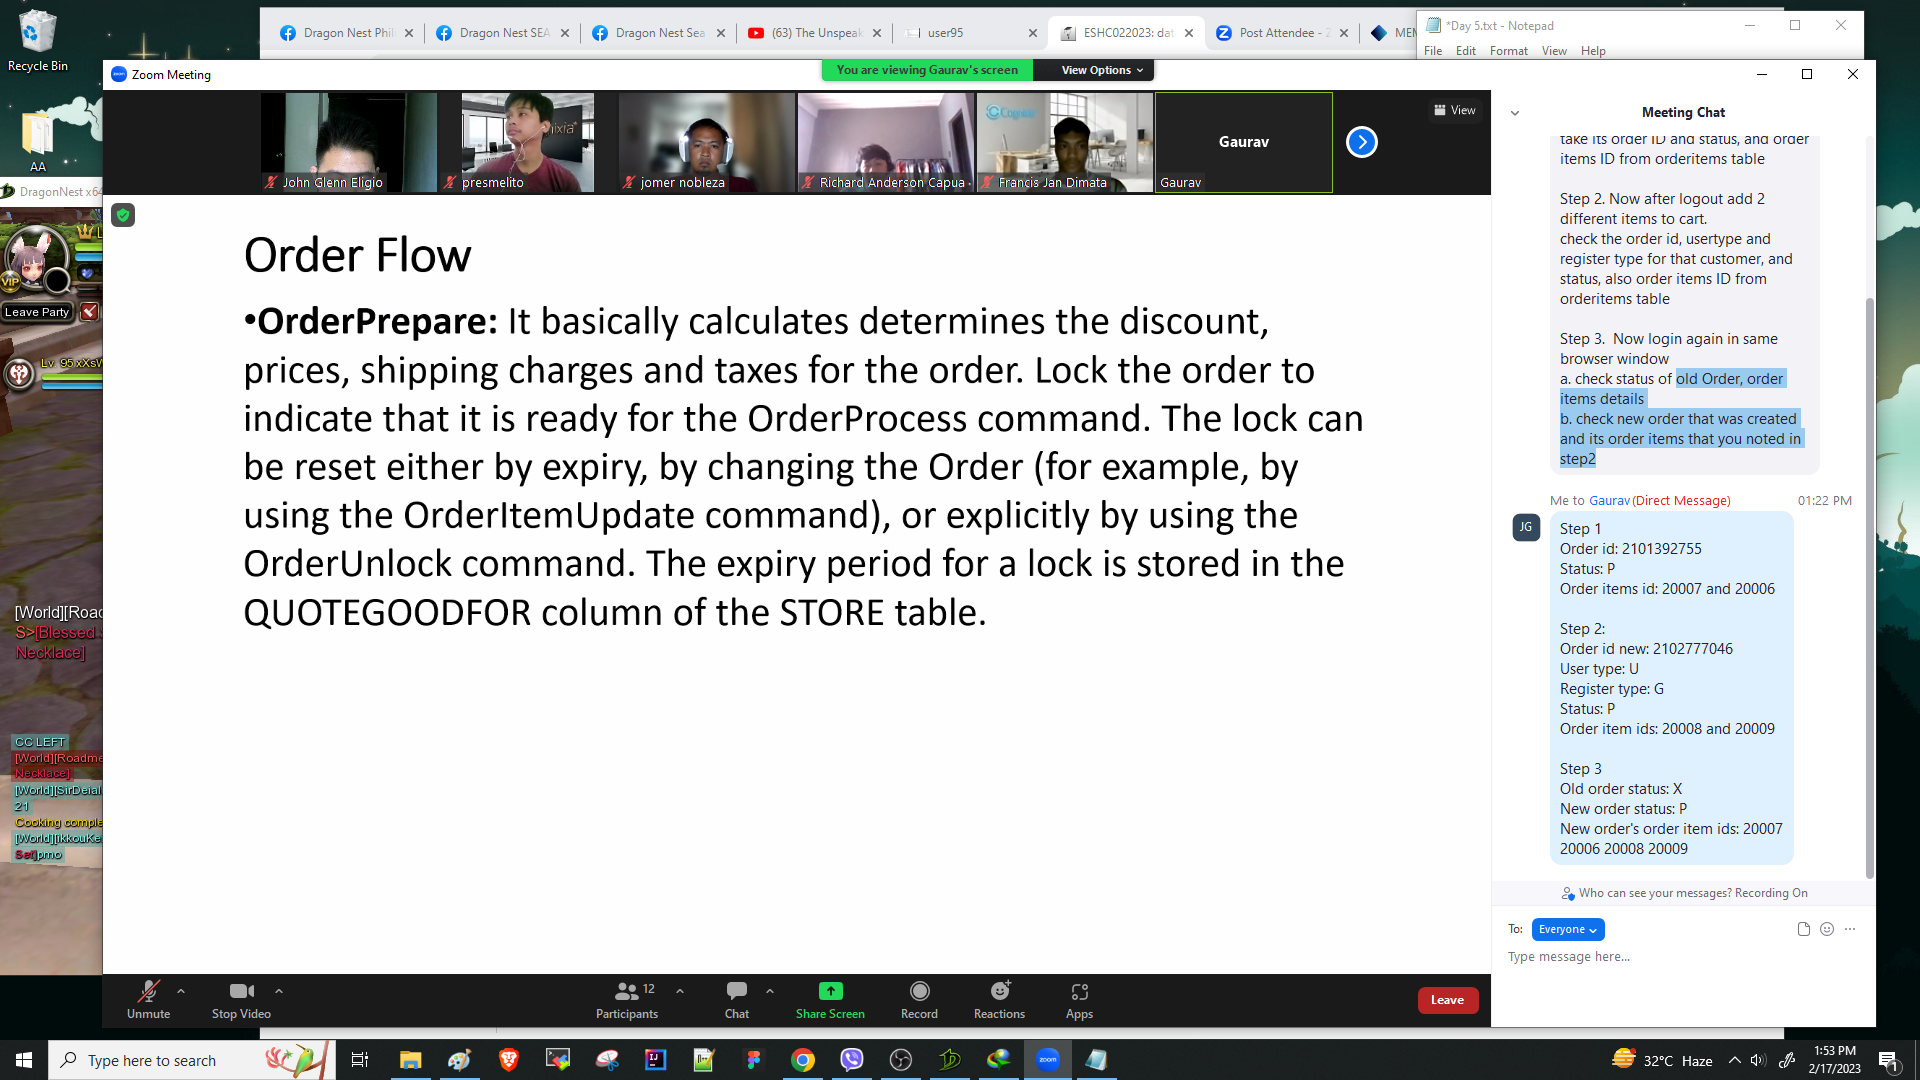 Recycle Bin
AA
DragonNest x64
VIP
Leave Party
Lv. 95 xXsW
[World][Road
S>[Blessed
Necklace]
CC LEFT
[World][Roadme
Necklace]
[World][SirDeial
21
Cooking comple
[World][ikkouKe
Set]pmo
Dragon Nest Phil
Dragon Nest SEA
Dragon Nest Sea
(63) The Unspeak
user95
ESHC022023: dat
Post Attendee - Z
MEM
*Day 5.txt - Notepad
File Edit Format View Help
zoom Zoom Meeting
You are viewing Gaurav's screen
View Options
John Glenn Eligio
presmelito
jomer nobleza
Richard Anderson Capua
Cognixia
Francis Jan Dimata
Gaurav
Gaurav
View
Order Flow
•OrderPrepare: It basically calculates determines the discount,
prices, shipping charges and taxes for the order. Lock the order to
indicate that it is ready for the OrderProcess command. The lock can
be reset either by expiry, by changing the Order (for example, by
using the OrderItemUpdate command), or explicitly by using the
OrderUnlock command. The expiry period for a lock is stored in the
QUOTEGOODFOR column of the STORE table.
Meeting Chat
take its order ID and status, and order
items ID from orderitems table
Step 2. Now after logout add 2
different items to cart.
check the order id, usertype and
register type for that customer, and
status, also order items ID from
orderitems table
Step 3.  Now login again in same
browser window
a. check status of old Order, order
items details
b. check new order that was created
and its order items that you noted in
step2
Me to Gaurav (Direct Message) 01:22 PM
JG
Step 1
Order id: 2101392755
Status: P
Order items id: 20007 and 20006
Step 2:
Order id new: 2102777046
User type: U
Register type: G
Status: P
Order item ids: 20008 and 20009
Step 3
Old order status: X
New order status: P
New order's order item ids: 20007
20006 20008 20009
Who can see your messages? Recording On
To: Everyone
Type message here...
Unmute
Stop Video
12
Participants
Chat
Share Screen
Record
Reactions
Apps
Leave
Type here to search
zoom
32°C Haze
1:53 PM
2/17/2023
1